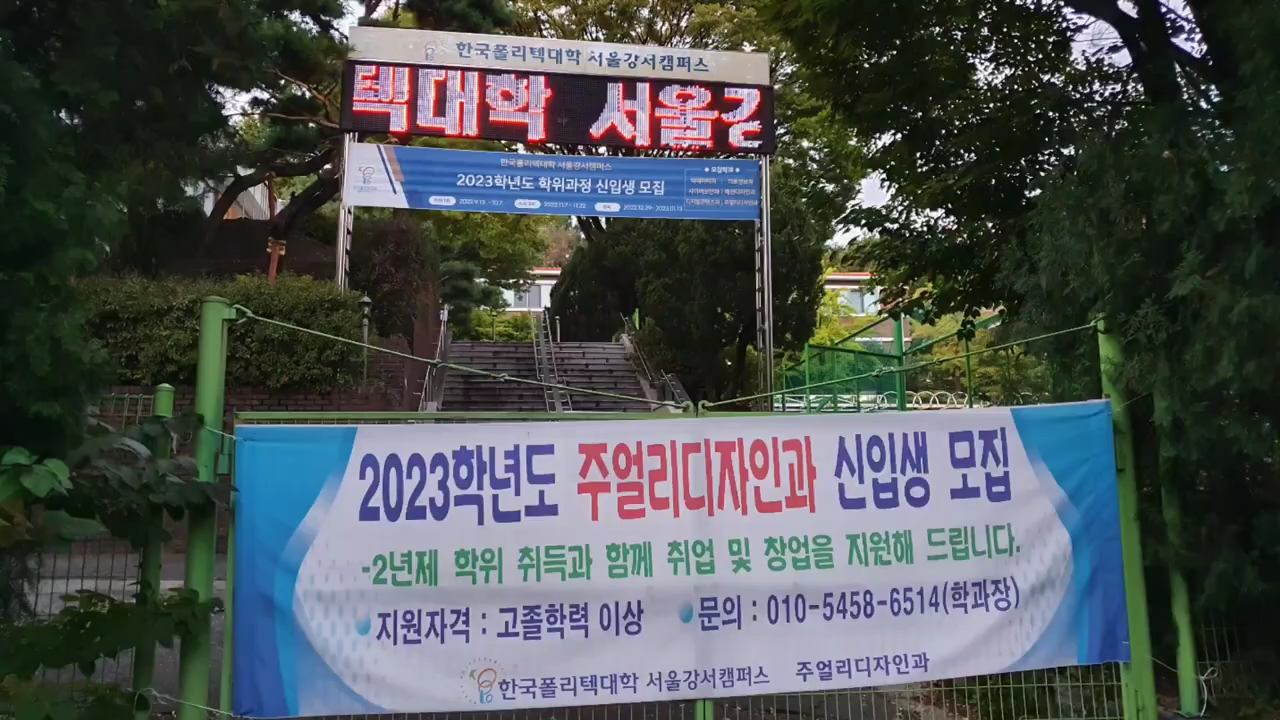 한국폴리텍대학 서울강서캠퍼스
텍대학 서울강
한국폴리텍대학 서울강서캠퍼스
2023학년도 학위과정 신입생 모집
모집학과
2023학년도 주얼리디자인과 신입생 모집
-2년제 학위 취득과 함께 취업 및 창업을 지원해 드립니다.
지원자격 : 고졸학력 이상
문의 : 010-5458-6514(학과장)
한국폴리텍대학 서울강서캠퍼스 주얼리디자인과